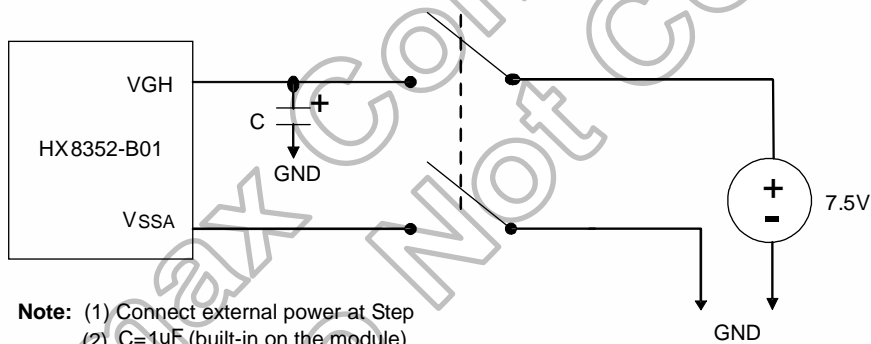 VGH
C
+
GND
HX8352-B01
VSSA
+
-
7.5V
GND
Note: (1) Connect external power at Step
(2) C=1uF (built-in on the module)
Not